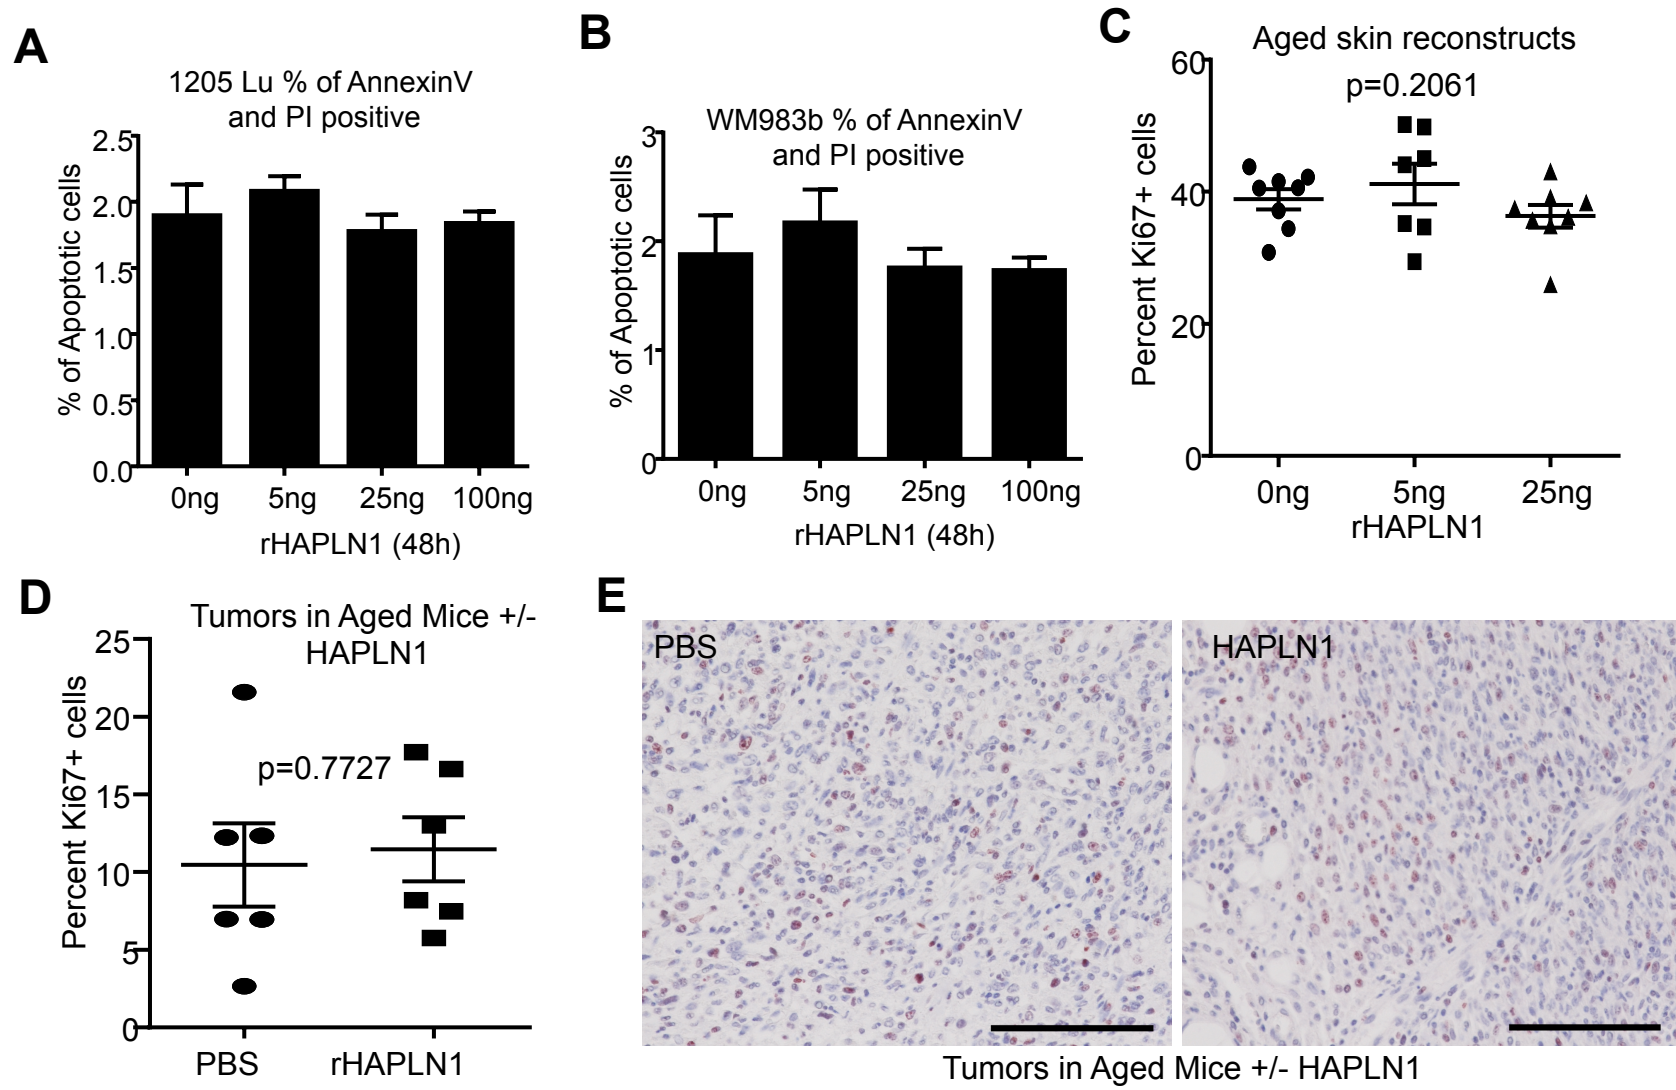 A
1205 Lu % of AnnexinV
and PI positive
% of Apoptotic cells
2.5
2.0
1.5
1.0
0.5
0.0
0ng 5ng 25ng 100ng
rHAPLN1 (48h)
B
WM983b % of AnnexinV
and PI positive
% of Apoptotic cells
3
2
1
0
0ng 5ng 25ng 100ng
rHAPLN1 (48h)
C
Aged skin reconstructs
p=0.2061
Percent Ki67+ cells
60
40
20
0
0ng 5ng 25ng
rHAPLN1
D
Tumors in Aged Mice +/-
HAPLN1
Percent Ki67+ cells
25
20
15
10
5
0
p=0.7727
PBS rHAPLN1
E
PBS
HAPLN1
Tumors in Aged Mice +/- HAPLN1